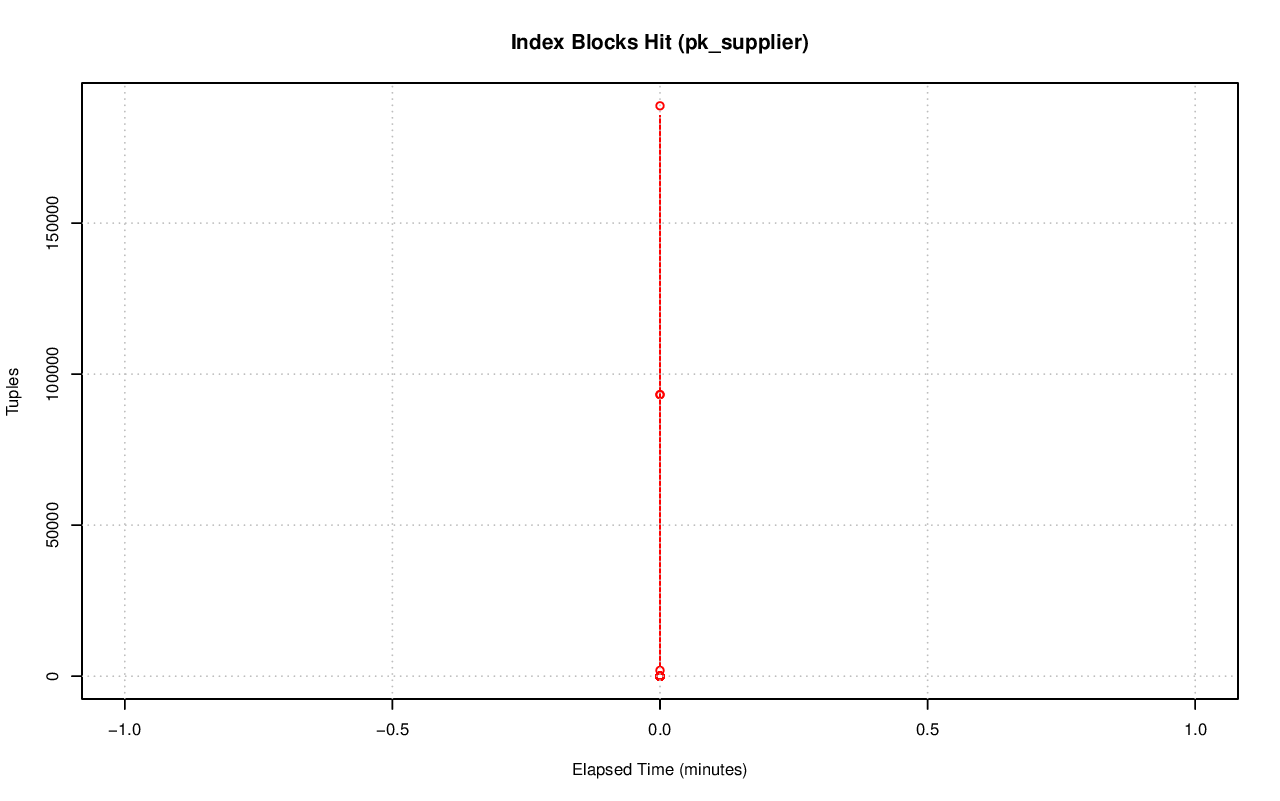 Index Blocks Hit (pk_supplier)
Tuples
150000
100000
50000
0
−1.0 −0.5 0.0 0.5 1.0
Elapsed Time (minutes)